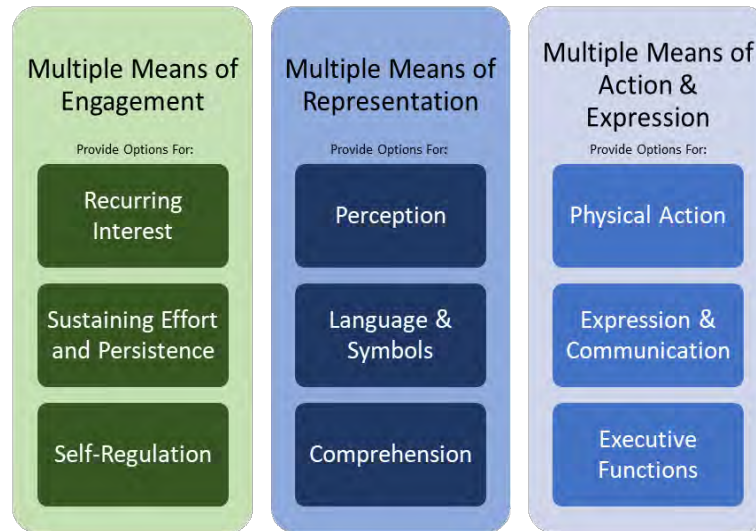 Multiple Means of
Engagement
Provide Options For:
Recurring
Interest
Sustaining Effort
and Persistence
Self-Regulation
Multiple Means of
Representation
Provide Options For:
Perception
Language &
Symbols
Comprehension
Multiple Means of
Action &
Expression
Provide Options For:
Physical Action
Expression &
Communication
Executive
Functions